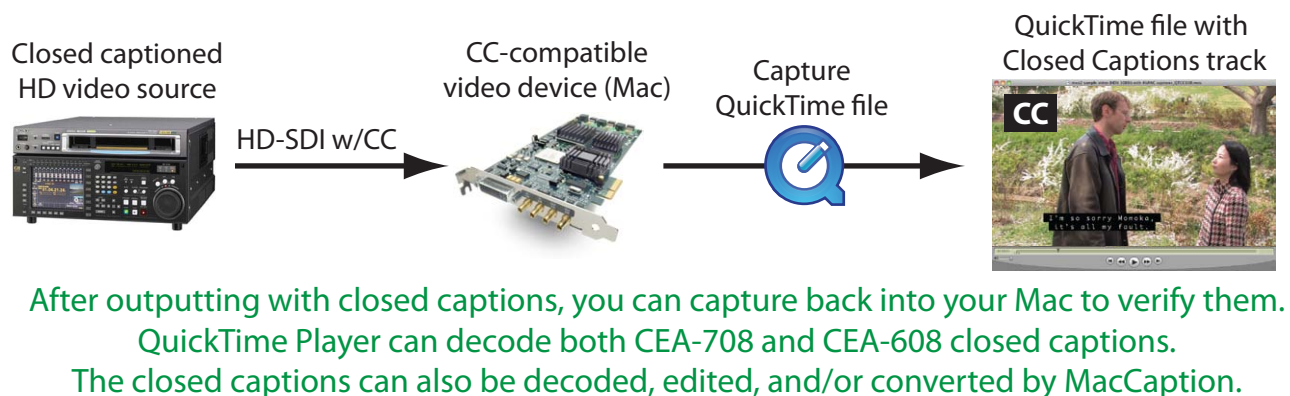 Closed captioned
HD video source
HD-SDI w/CC
CC-compatible
video device (Mac)
Capture
QuickTime file
QuickTime file with
Closed Captions track
CC
I'm so sorry Momoko,
it's all my fault.
After outputting with closed captions, you can capture back into your Mac to verify them.
QuickTime Player can decode both CEA-708 and CEA-608 closed captions.
The closed captions can also be decoded, edited, and/or converted by MacCaption.